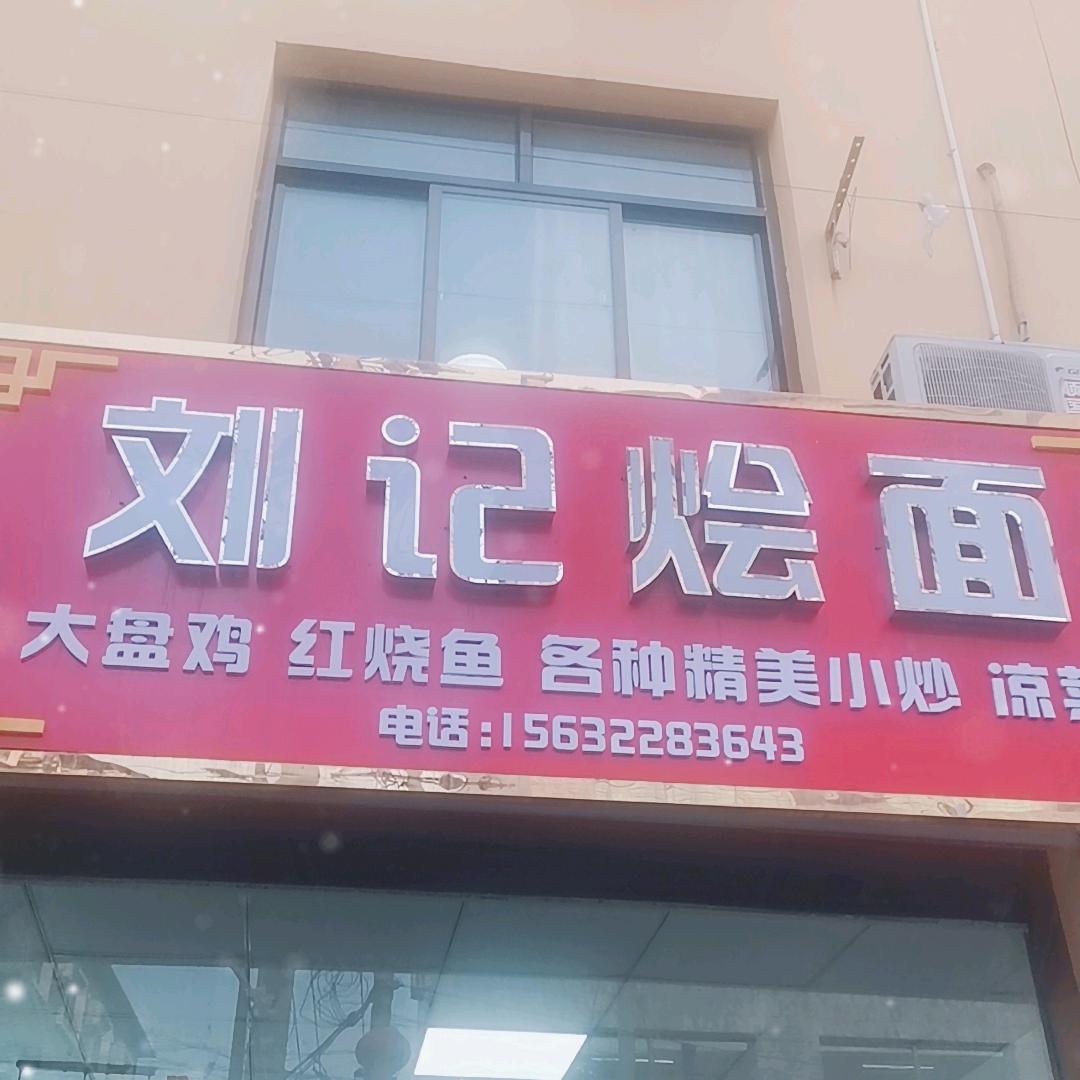 刘记烩面
大盘鸡 红烧鱼 各种精美小炒 凉
电话:15632283643